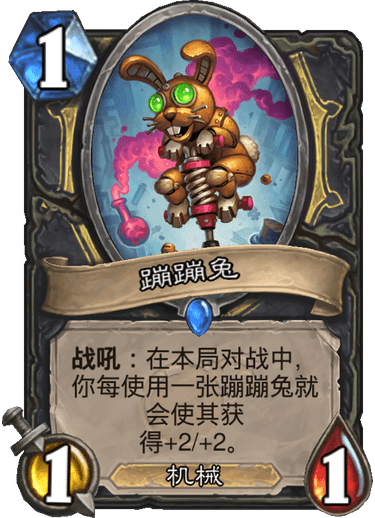 1
蹦蹦兔
战吼：在本局对战中，
你每使用一张蹦蹦兔就
会使其获
得+2/+2。
1
机械
1